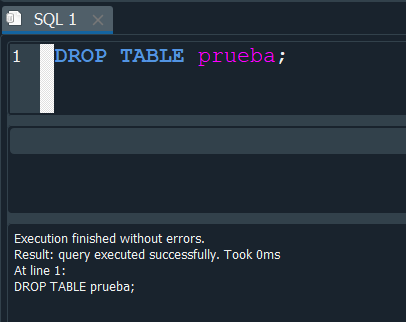 SQL 1
1 DROP TABLE prueba;
Execution finished without errors.
Result: query executed successfully. Took 0ms
At line 1:
DROP TABLE prueba;